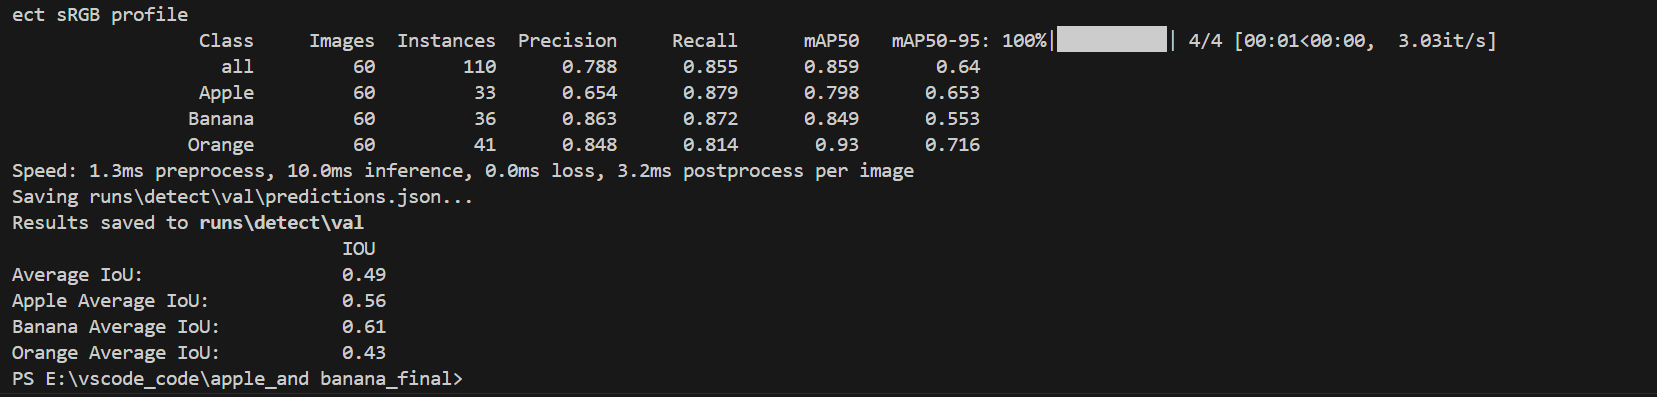 ect sRGB profile
Class Images Instances Precision Recall mAP50 mAP50-95: 100%|██████████| 4/4 [00:01<00:00, 3.03it/s]
all 60 110 0.788 0.855 0.859 0.64
Apple 60 33 0.654 0.879 0.798 0.653
Banana 60 36 0.863 0.872 0.849 0.553
Orange 60 41 0.848 0.814 0.93 0.716
Speed: 1.3ms preprocess, 10.0ms inference, 0.0ms loss, 3.2ms postprocess per image
Saving runs\detect\val\predictions.json...
Results saved to runs\detect\val
IOU
Average IoU: 0.49
Apple Average IoU: 0.56
Banana Average IoU: 0.61
Orange Average IoU: 0.43
PS E:\vscode_code\apple_and banana_final>